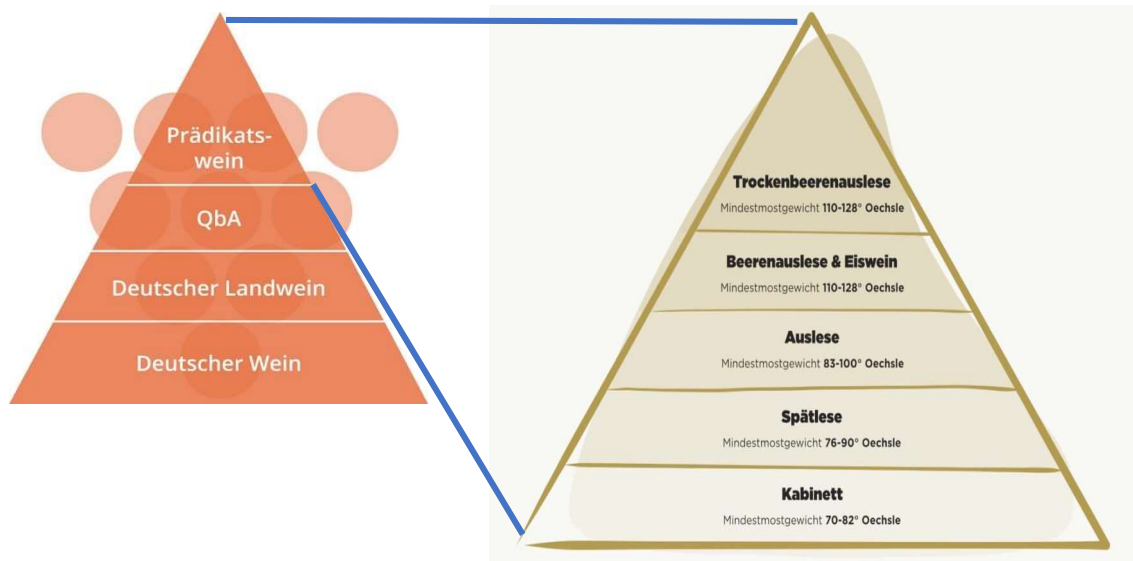 Prädikats-
wein
QbA
Deutscher Landwein
Deutscher Wein
Trockenbeerenauslese
Mindestmostgewicht 110-128° Oechsle
Beerenauslese & Eiswein
Mindestmostgewicht 110-128° Oechsle
Auslese
Mindestmostgewicht 83-100° Oechsle
Spätlese
Mindestmostgewicht 76-90° Oechsle
Kabinett
Mindestmostgewicht 70-82° Oechsle